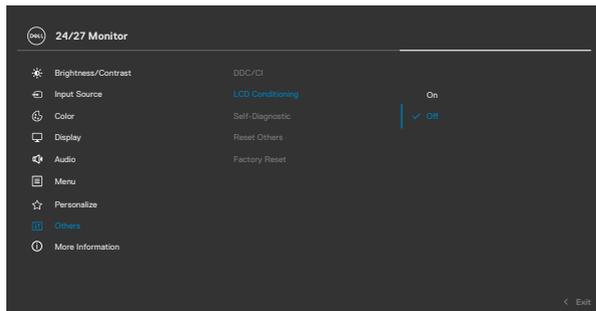 DELL 24/27 Monitor
Brightness/Contrast DDC/CI
Input Source LCD Conditioning On
Color Self-Diagnostic Off
Display Reset Others
Audio Factory Reset
Menu
Personalize
Others
More Information
Exit